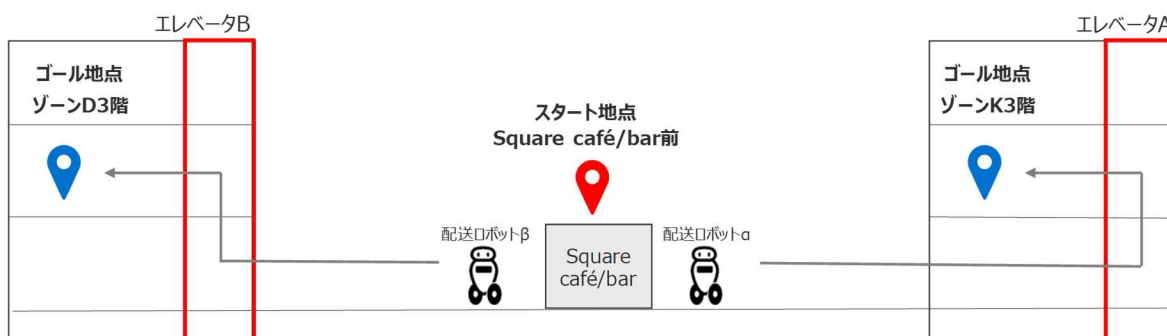 エレベータB
エレベータA
ゴール地点
ゾーンD3階
スタート地点
Square café/bar前
ゴール地点
ゾーンK3階
配送ロボットβ
Square
café/bar
配送ロボットα